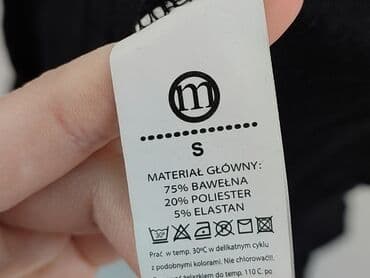 m
S
MATERIAŁ GŁÓWNY:
75% BAWEŁNA
20% POLIESTER
5% ELASTAN
30°
Prać w temp. 30°C w delikatnym cyklu
z podobnymi kolorami. Nie chlorować!
żelazkiem do temp. 110 C, po